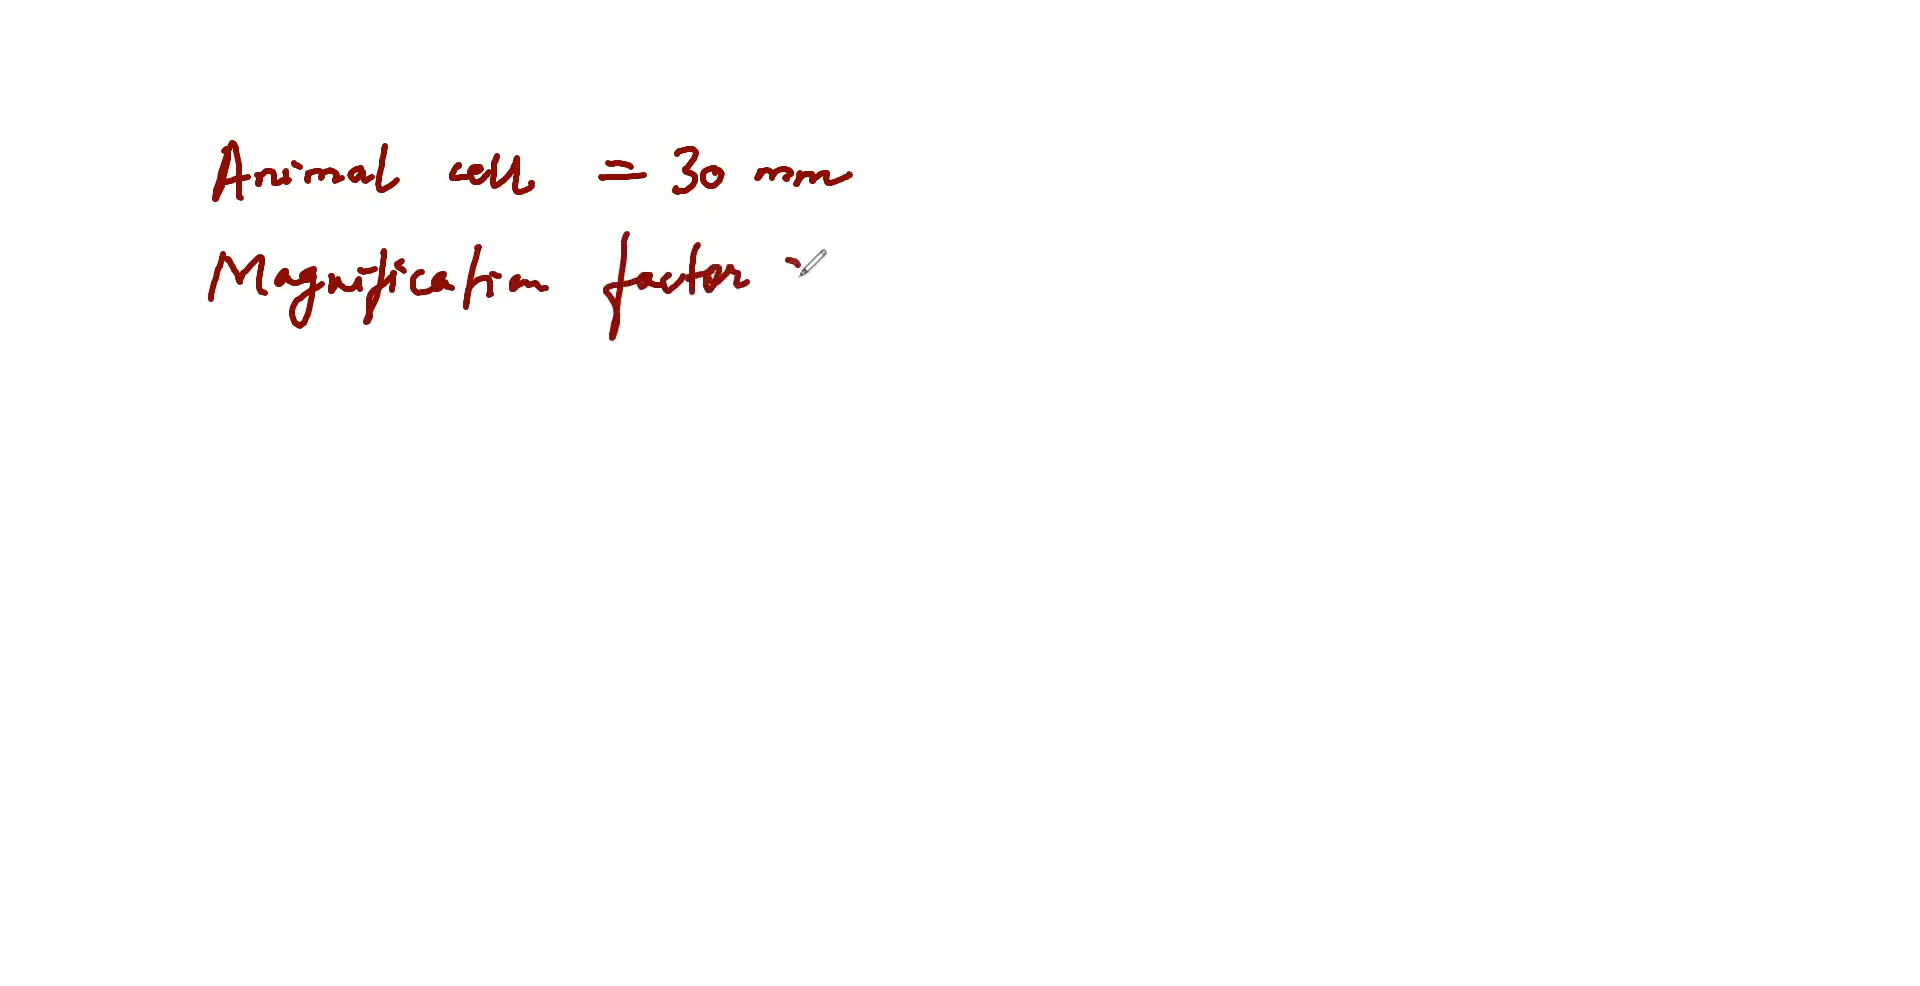 Animal cell = 30 mm
Magnification factor